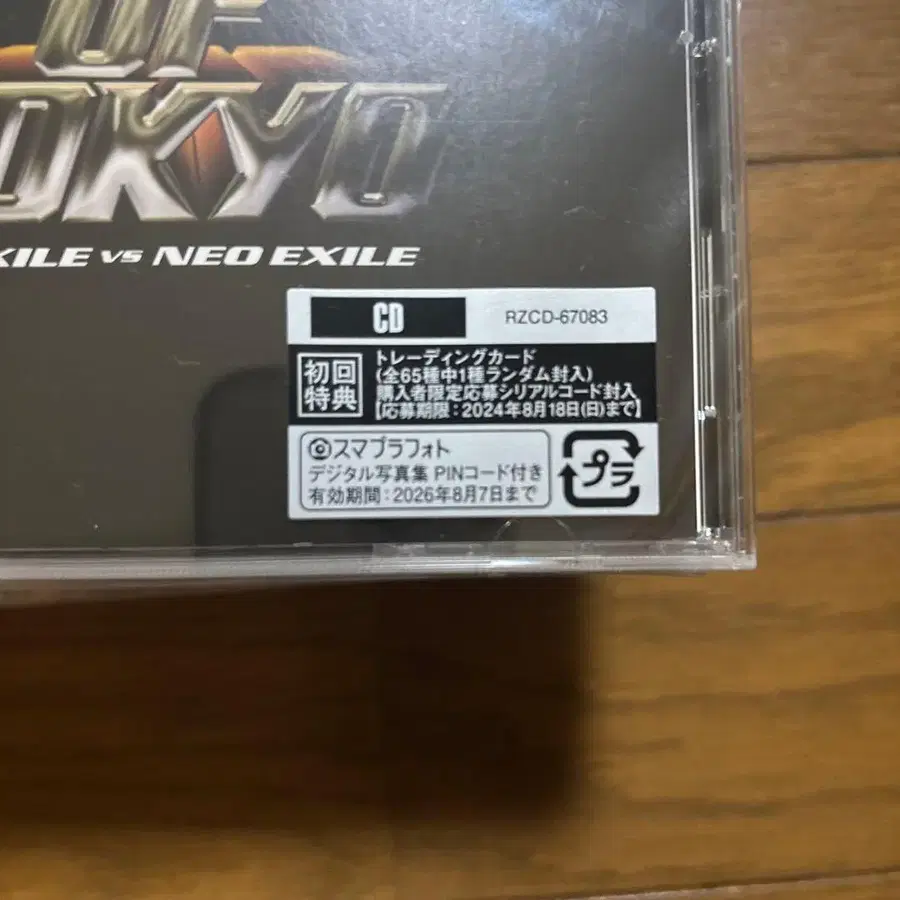 OF
OKYO
XILE VS NEO EXILE
CD
RZCD-67083
初回
特典
トレーディングカード
(全65種中1種ランダム封入)
購入者限定応募シリアルコード封入
【応募期限:2024年8月18日(日)まで】
スマプラフォト
デジタル写真集 PINコード付き
有効期間:2026年8月7日まで
プラ